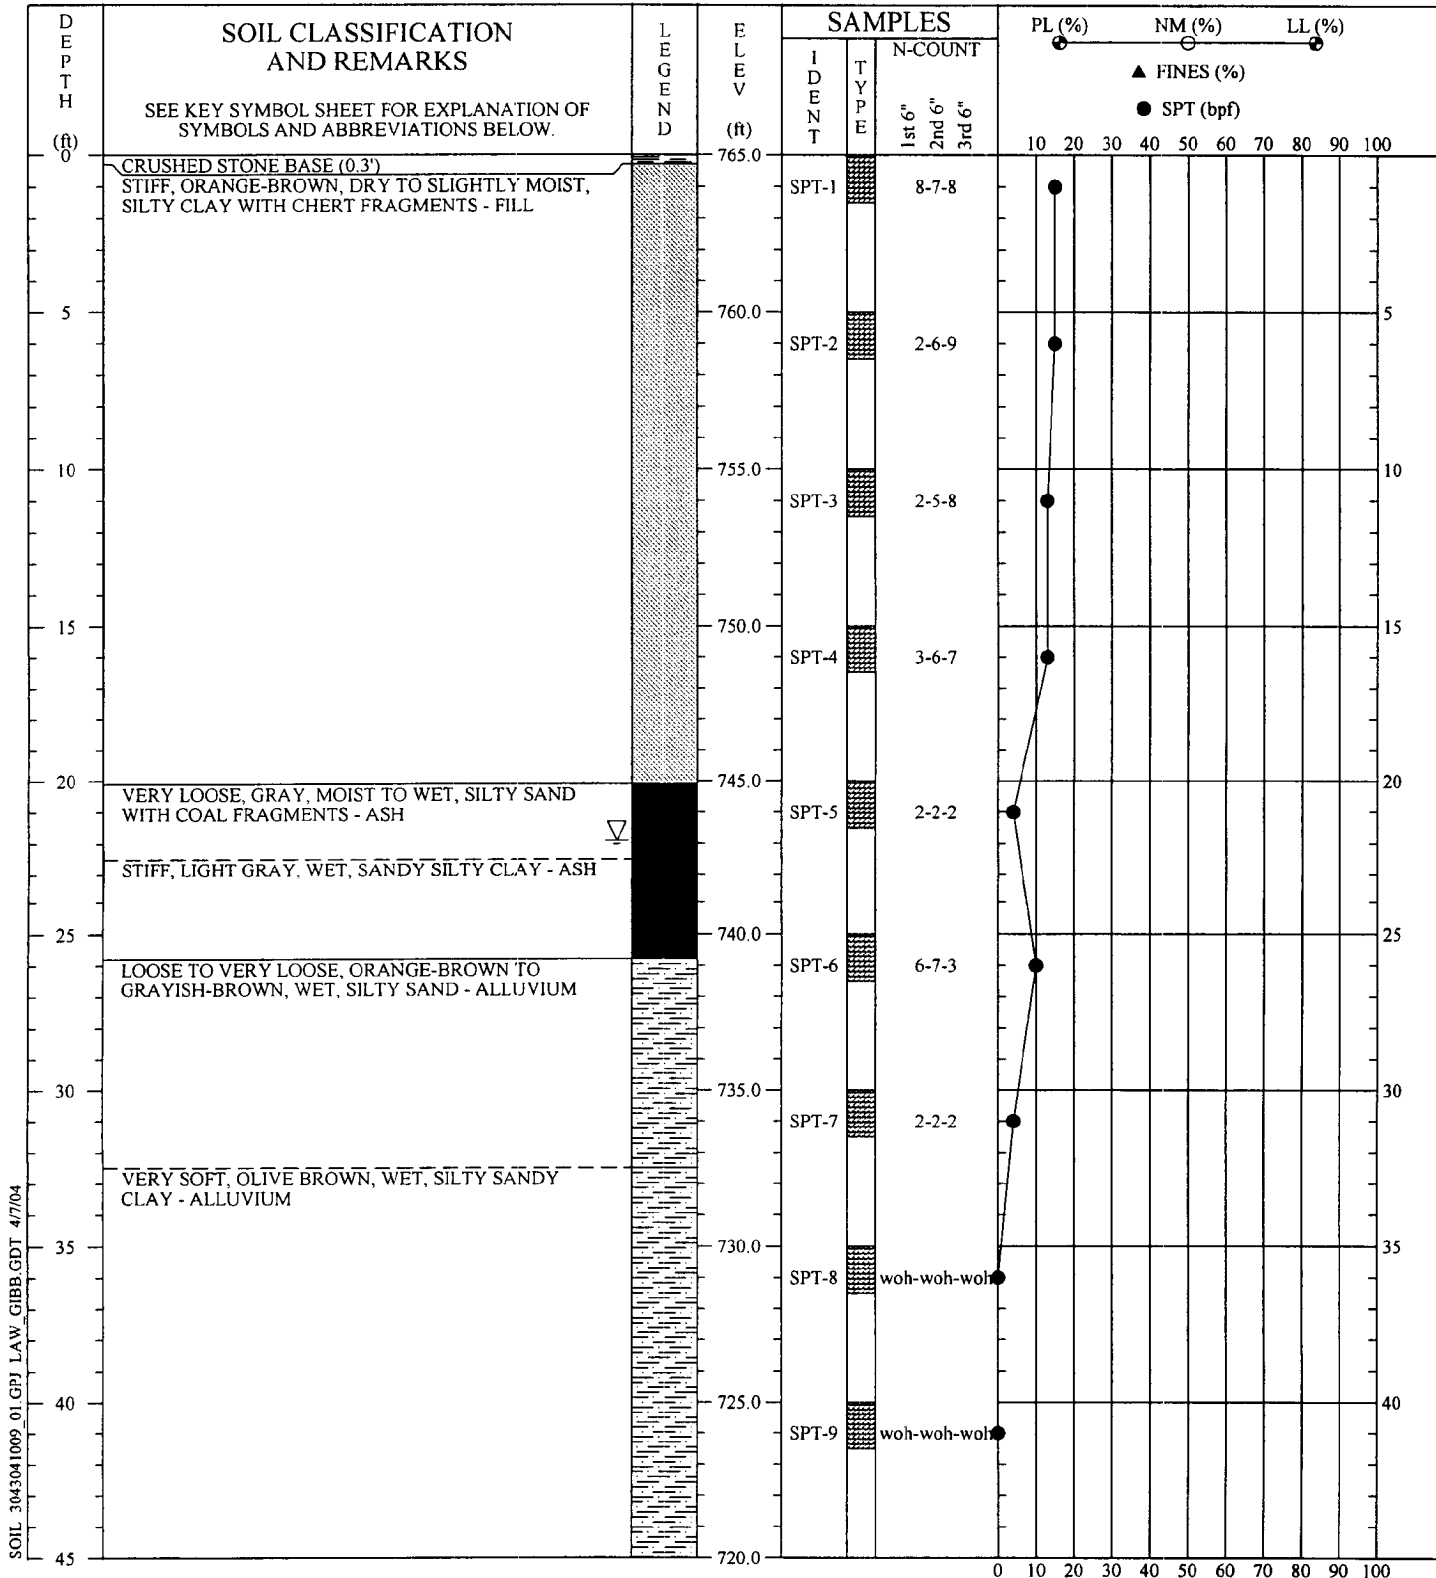 DEPTH (ft)
SOIL CLASSIFICATION
AND REMARKS
SEE KEY SYMBOL SHEET FOR EXPLANATION OF
SYMBOLS AND ABBREVIATIONS BELOW.
LEGEND
ELEV (ft)
SAMPLES
IDENT
TYPE
N-COUNT
1st 6"
2nd 6"
3rd 6"
PL (%) NM (%) LL (%)
▲ FINES (%)
● SPT (bpf)
10 20 30 40 50 60 70 80 90 100
0 765.0
CRUSHED STONE BASE (0.3')
STIFF, ORANGE-BROWN, DRY TO SLIGHTLY MOIST,
SILTY CLAY WITH CHERT FRAGMENTS - FILL
SPT-1 8-7-8
5 760.0 5
SPT-2 2-6-9
10 755.0 10
SPT-3 2-5-8
15 750.0 15
SPT-4 3-6-7
20 745.0 20
VERY LOOSE, GRAY, MOIST TO WET, SILTY SAND
WITH COAL FRAGMENTS - ASH
SPT-5 2-2-2
STIFF, LIGHT GRAY, WET, SANDY SILTY CLAY - ASH
25 740.0 25
SPT-6 6-7-3
LOOSE TO VERY LOOSE, ORANGE-BROWN TO
GRAYISH-BROWN, WET, SILTY SAND - ALLUVIUM
30 735.0 30
SPT-7 2-2-2
VERY SOFT, OLIVE BROWN, WET, SILTY SANDY
CLAY - ALLUVIUM
35 730.0 35
SPT-8 woh-woh-woh
40 725.0 40
SPT-9 woh-woh-woh
45 720.0
0 10 20 30 40 50 60 70 80 90 100
SOIL 3043041009_01.GPJ LAW_GIBB.GDT 4/7/04